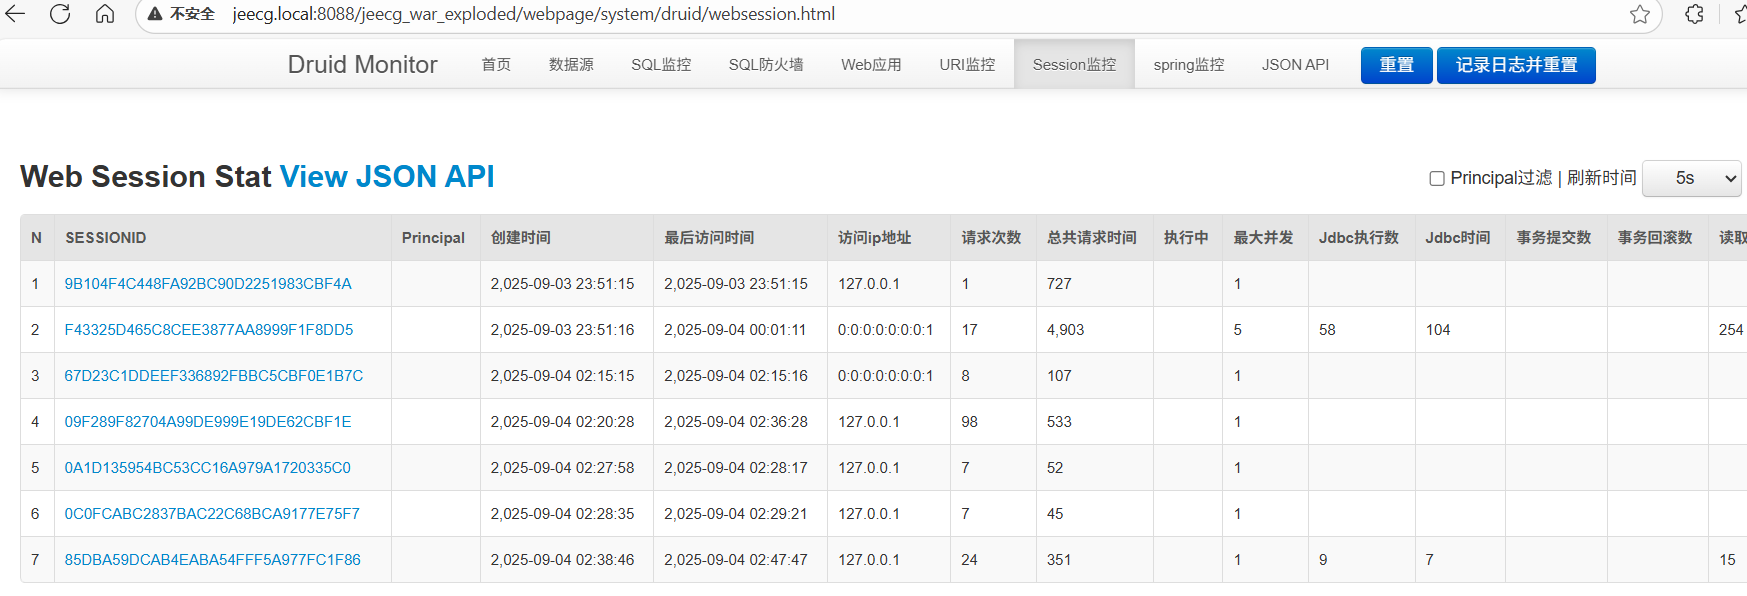 不安全 jeecg.local:8088/jeecg_war_exploded/webpage/system/druid/websession.html
Druid Monitor 首页 数据源 SQL监控 SQL防火墙 Web应用 URI监控 Session监控 spring监控 JSON API 重置 记录日志并重置
Web Session Stat View JSON API
Principal过滤 | 刷新时间 5s
N SESSIONID Principal 创建时间 最后访问时间 访问ip地址 请求次数 总共请求时间 执行中 最大并发 Jdbc执行数 Jdbc时间 事务提交数 事务回滚数 读取
1 9B104F4C448FA92BC90D2251983CBF4A 2,025-09-03 23:51:15 2,025-09-03 23:51:15 127.0.0.1 1 727 1
2 F43325D465C8CEE3877AA8999F1F8DD5 2,025-09-03 23:51:16 2,025-09-04 00:01:11 0:0:0:0:0:0:0:1 17 4,903 5 58 104 254
3 67D23C1DDEEF336892FBBC5CBF0E1B7C 2,025-09-04 02:15:15 2,025-09-04 02:15:16 0:0:0:0:0:0:0:1 8 107 1
4 09F289F82704A99DE999E19DE62CBF1E 2,025-09-04 02:20:28 2,025-09-04 02:36:28 127.0.0.1 98 533 1
5 0A1D135954BC53CC16A979A1720335C0 2,025-09-04 02:27:58 2,025-09-04 02:28:17 127.0.0.1 7 52 1
6 0C0FCABC2837BAC22C68BCA9177E75F7 2,025-09-04 02:28:35 2,025-09-04 02:29:21 127.0.0.1 7 45 1
7 85DBA59DCAB4EABA54FFF5A977FC1F86 2,025-09-04 02:38:46 2,025-09-04 02:47:47 127.0.0.1 24 351 1 9 7 15